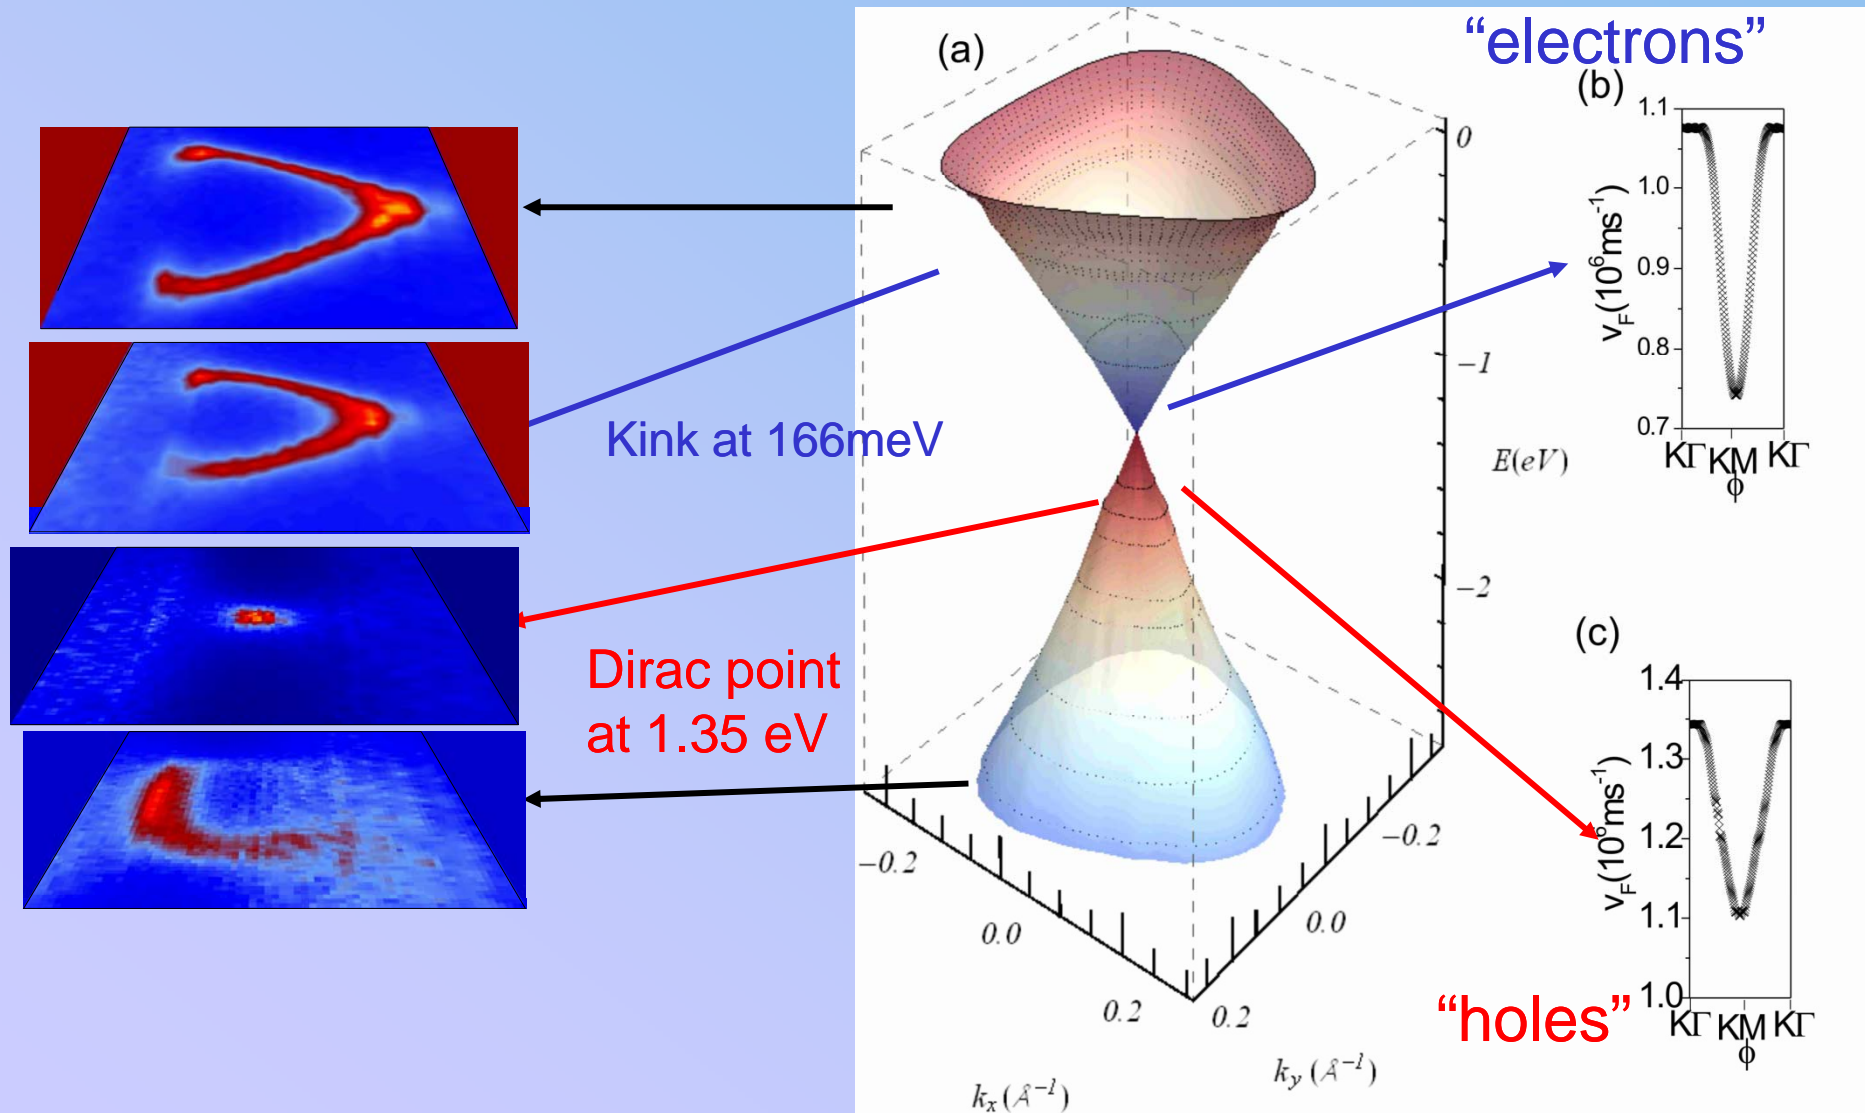 (a)
“electrons”
(b)
1.1
1.0
0.9
0.8
0.7
v_F(10^6ms^-1)
KΓ KM KΓ
ϕ
0
−1
E(eV)
−2
Kink at 166meV
Dirac point
at 1.35 eV
(c)
1.4
1.3
1.2
1.1
1.0
v_F(10^6ms^-1)
KΓ KM KΓ
ϕ
“holes”
−0.2
0.0
0.2
k_x (Å^−1)
−0.2
0.0
0.2
k_y (Å^−1)